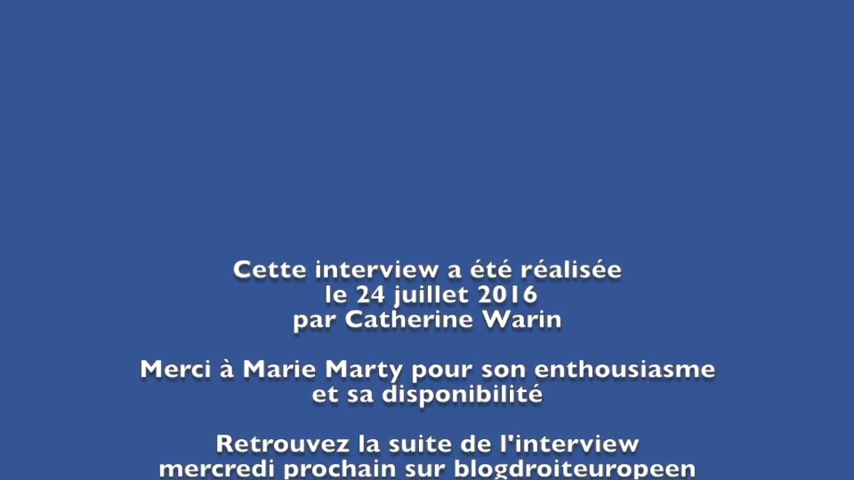 Cette interview a été réalisée
le 24 juillet 2016
par Catherine Warin
Merci à Marie Marty pour son enthousiasme
et sa disponibilité
Retrouvez la suite de l'interview
mercredi prochain sur blogdroiteuropeen